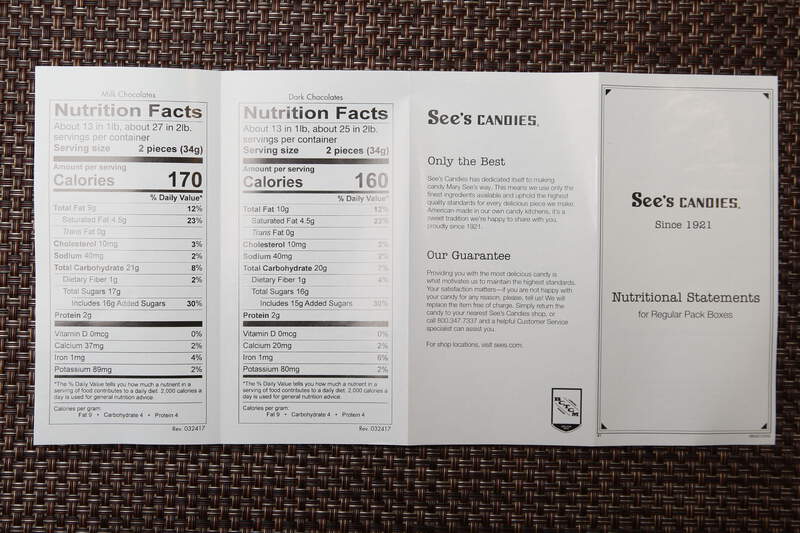 Milk Chocolates
Nutrition Facts
About 13 in 1lb, about 27 in 2lb.
servings per container
Serving size 2 pieces (34g)
Amount per serving
Calories 170
% Daily Value*
Total Fat 9g 12%
Saturated Fat 4.5g 23%
Trans Fat 0g
Cholesterol 10mg 3%
Sodium 40mg 2%
Total Carbohydrate 21g 8%
Dietary Fiber 1g 4%
Total Sugars 17g
Includes 16g Added Sugars 30%
Protein 2g
Vitamin D 0mcg 0%
Calcium 37mg 2%
Iron 1mg 4%
Potassium 89mg 2%
*The % Daily Value tells you how much a nutrient in a
serving of food contributes to a daily diet. 2,000 calories a
day is used for general nutrition advice.
Calories per gram:
Fat 9 • Carbohydrate 4 • Protein 4
Rev. 032417
Dark Chocolates
Nutrition Facts
About 13 in 1lb, about 25 in 2lb.
servings per container
Serving size 2 pieces (34g)
Amount per serving
Calories 160
% Daily Value*
Total Fat 10g 12%
Saturated Fat 4.5g 23%
Trans Fat 0g
Cholesterol 10mg 3%
Sodium 40mg 2%
Total Carbohydrate 20g 7%
Dietary Fiber 1g 4%
Total Sugars 16g
Includes 15g Added Sugars 30%
Protein 2g
Vitamin D 0mcg 0%
Calcium 20mg 2%
Iron 1mg 6%
Potassium 80mg 2%
*The % Daily Value tells you how much a nutrient in a
serving of food contributes to a daily diet. 2,000 calories a
day is used for general nutrition advice.
Calories per gram:
Fat 9 • Carbohydrate 4 • Protein 4
Rev. 032417
See's CANDIES®
Only the Best
See's Candies has dedicated itself to making
candy Mary See's way. This means we use only the
finest ingredients available and uphold the highest
quality standards for every delicious piece we make.
American-made in our own candy kitchens, it's a
sweet tradition we're happy to share with you,
proudly since 1921.
Our Guarantee
Providing you with the most delicious candy is
what motivates us to maintain the highest standards.
Your satisfaction matters—if you are not happy with
your candy for any reason, please, tell us! We will
replace the item free of charge. Simply return the
candy to your nearest See's Candies shop, or
call 800.347.7337 and a helpful Customer Service
specialist can assist you.
For shop locations, visit sees.com.
See's CANDIES®
Since 1921
Nutritional Statements
for Regular Pack Boxes